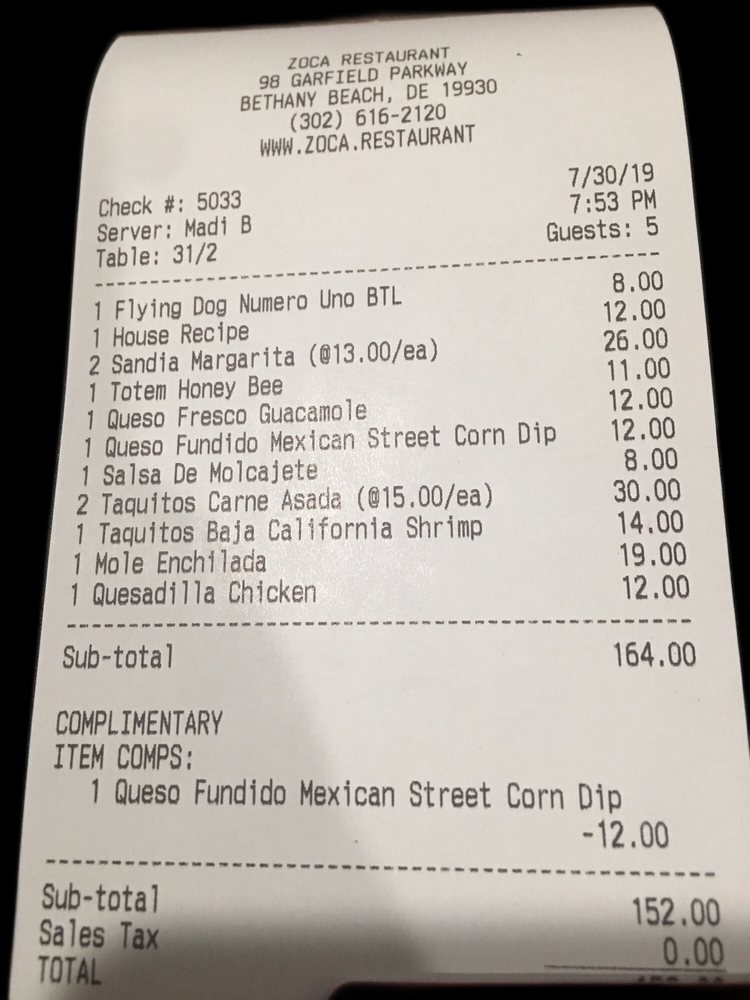 ZOCA RESTAURANT
98 GARFIELD PARKWAY
BETHANY BEACH, DE 19930
(302) 616-2120
WWW.ZOCA.RESTAURANT
Check #: 5033 7/30/19
Server: Madi B 7:53 PM
Table: 31/2 Guests: 5
1 Flying Dog Numero Uno BTL 8.00
1 House Recipe 12.00
2 Sandia Margarita (@13.00/ea) 26.00
1 Totem Honey Bee 11.00
1 Queso Fresco Guacamole 12.00
1 Queso Fundido Mexican Street Corn Dip 12.00
1 Salsa De Molcajete 8.00
2 Taquitos Carne Asada (@15.00/ea) 30.00
1 Taquitos Baja California Shrimp 14.00
1 Mole Enchilada 19.00
1 Quesadilla Chicken 12.00
Sub-total 164.00
COMPLIMENTARY
ITEM COMPS:
1 Queso Fundido Mexican Street Corn Dip
-12.00
Sub-total 152.00
Sales Tax 0.00
TOTAL